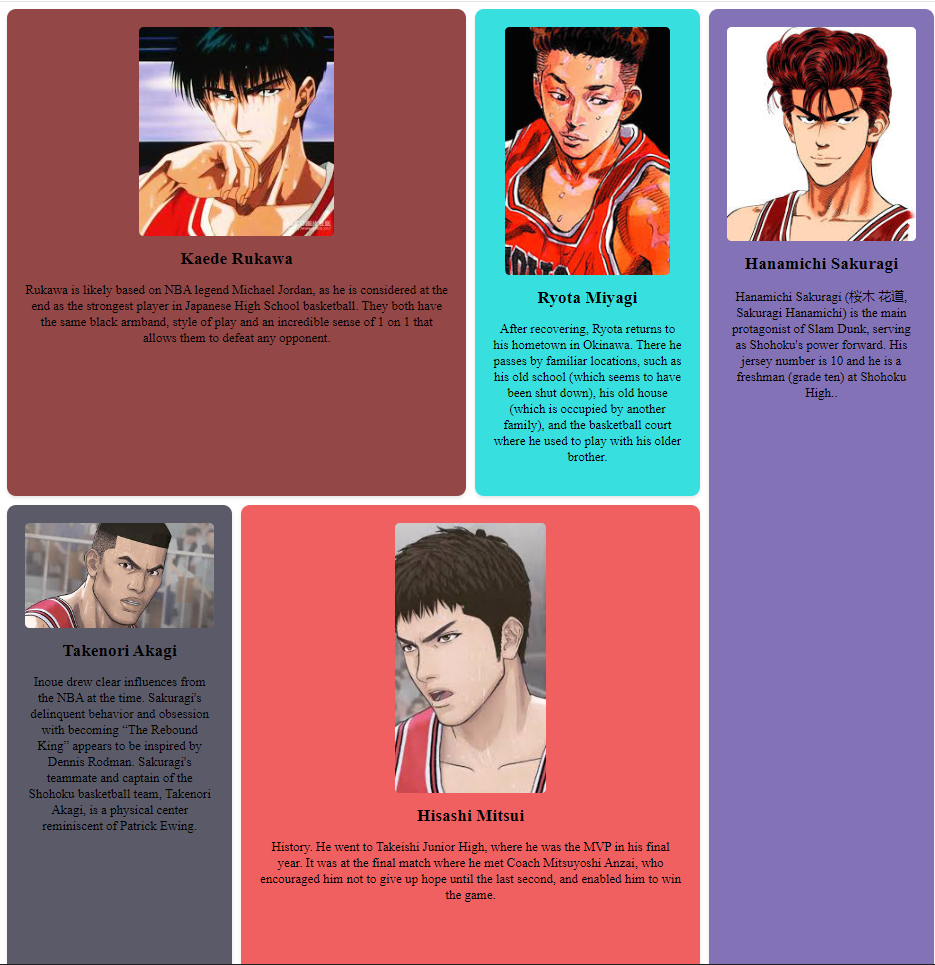 Kaede Rukawa
Rukawa is likely based on NBA legend Michael Jordan, as he is considered at the
end as the strongest player in Japanese High School basketball. They both have
the same black armband, style of play and an incredible sense of 1 on 1 that
allows them to defeat any opponent.
Ryota Miyagi
After recovering, Ryota returns to
his hometown in Okinawa. There he
passes by familiar locations, such as
his old school (which seems to have
been shut down), his old house
(which is occupied by another
family), and the basketball court
where he used to play with his older
brother.
Hanamichi Sakuragi
Hanamichi Sakuragi (桜木 花道,
Sakuragi Hanamichi) is the main
protagonist of Slam Dunk, serving
as Shohoku's power forward. His
jersey number is 10 and he is a
freshman (grade ten) at Shohoku
High..
Takenori Akagi
Inoue drew clear influences from
the NBA at the time. Sakuragi's
delinquent behavior and obsession
with becoming “The Rebound
King” appears to be inspired by
Dennis Rodman. Sakuragi's
teammate and captain of the
Shohoku basketball team, Takenori
Akagi, is a physical center
reminiscent of Patrick Ewing.
Hisashi Mitsui
History. He went to Takeishi Junior High, where he was the MVP in his final
year. It was at the final match where he met Coach Mitsuyoshi Anzai, who
encouraged him not to give up hope until the last second, and enabled him to win
the game.